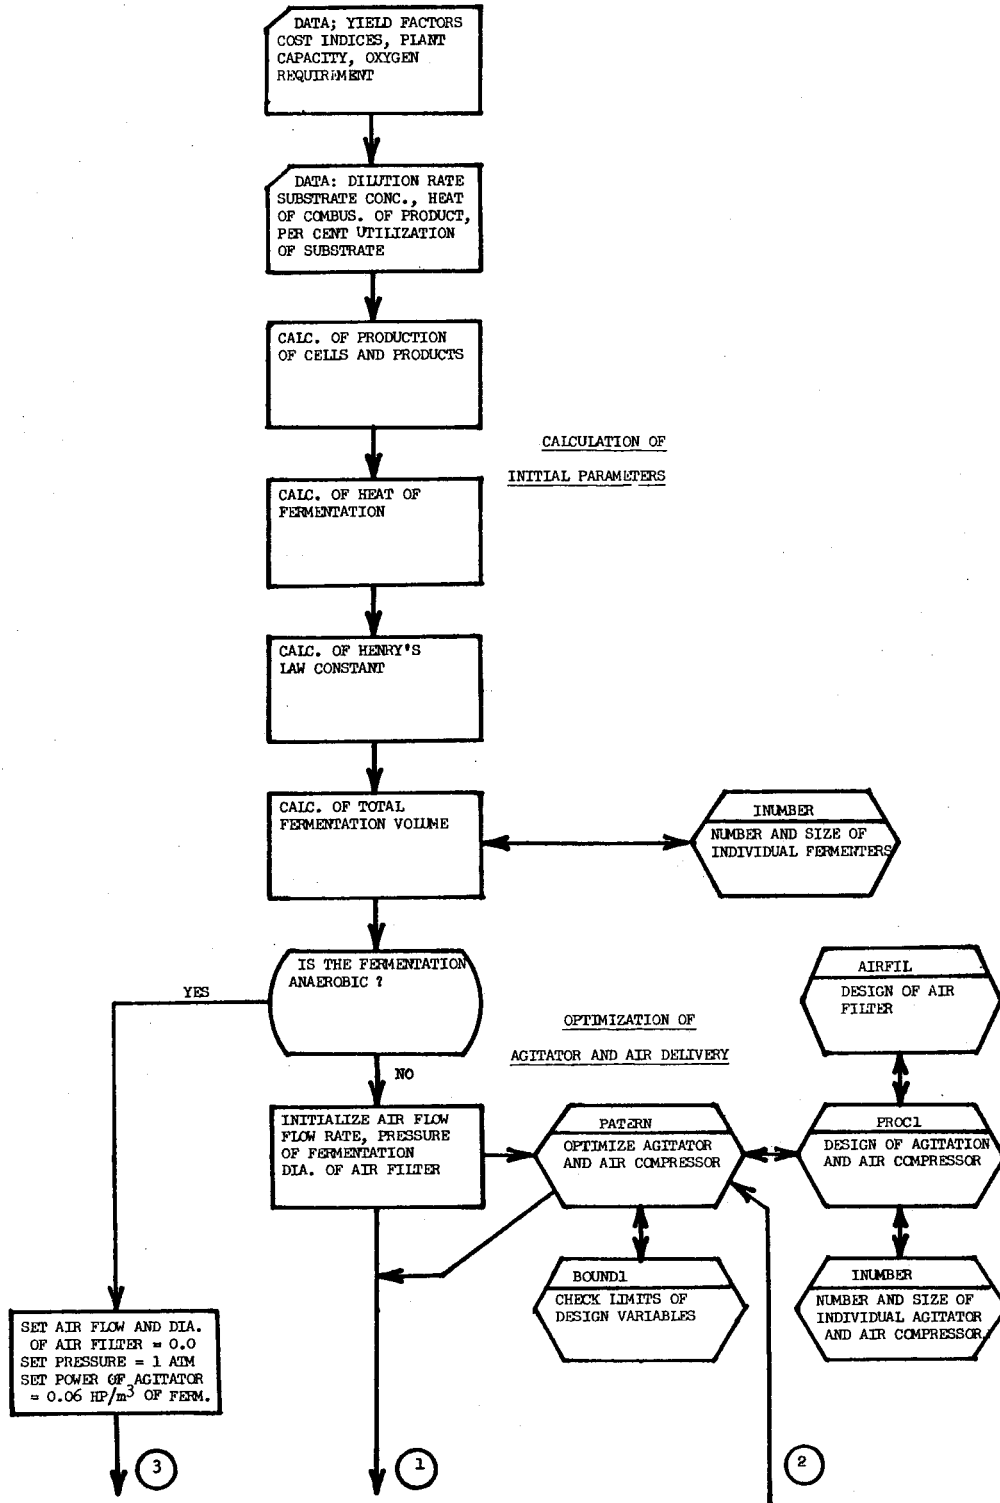 DATA; YIELD FACTORS
COST INDICES, PLANT
CAPACITY, OXYGEN
REQUIREMENT
DATA: DILUTION RATE
SUBSTRATE CONC., HEAT
OF COMBUS. OF PRODUCT,
PER CENT UTILIZATION
OF SUBSTRATE
CALC. OF PRODUCTION
OF CELLS AND PRODUCTS
CALCULATION OF
INITIAL PARAMETERS
CALC. OF HEAT OF
FERMENTATION
CALC. OF HENRY'S
LAW CONSTANT
CALC. OF TOTAL
FERMENTATION VOLUME
INUMBER
NUMBER AND SIZE OF
INDIVIDUAL FERMENTERS
IS THE FERMENTATION
ANAEROBIC ?
YES
NO
OPTIMIZATION OF
AGITATOR AND AIR DELIVERY
AIRFIL
DESIGN OF AIR
FILTER
INITIALIZE AIR FLOW
FLOW RATE, PRESSURE
OF FERMENTATION
DIA. OF AIR FILTER
PATERN
OPTIMIZE AGITATOR
AND AIR COMPRESSOR
PROC1
DESIGN OF AGITATION
AND AIR COMPRESSOR
BOUND1
CHECK LIMITS OF
DESIGN VARIABLES
INUMBER
NUMBER AND SIZE OF
INDIVIDUAL AGITATOR
AND AIR COMPRESSOR
SET AIR FLOW AND DIA.
OF AIR FILTER = 0.0
SET PRESSURE = 1 ATM
SET POWER OF AGITATOR
= 0.06 HP/m³ OF FERM.
3
1
2